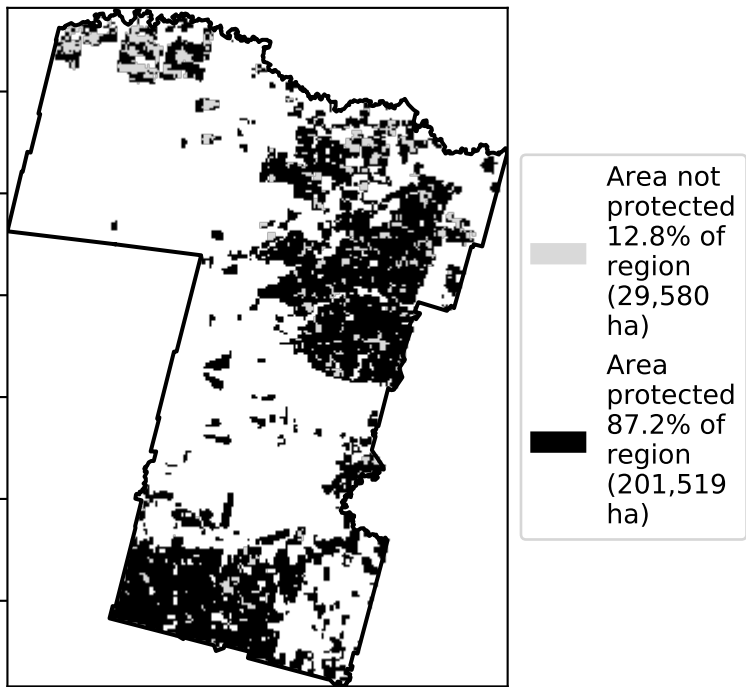 Area not
protected
12.8% of
region
(29,580
ha)
Area
protected
87.2% of
region
(201,519
ha)